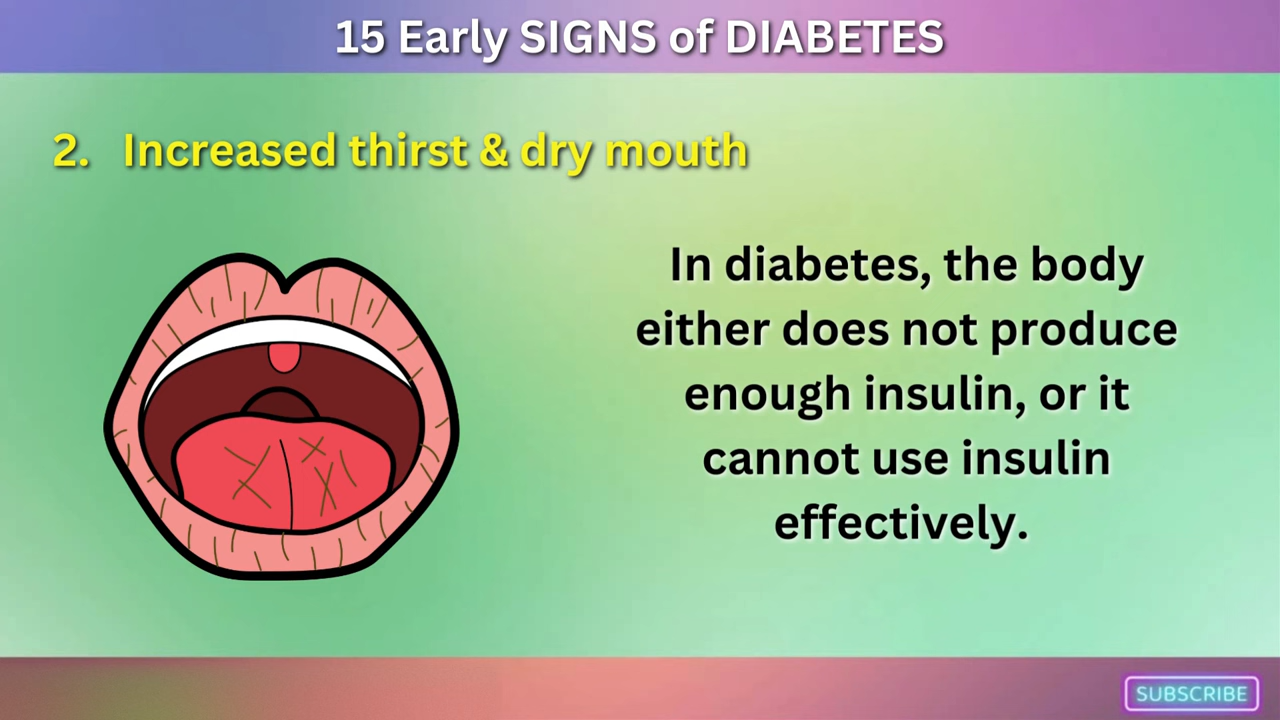 15 Early SIGNS of DIABETES
2. Increased thirst & dry mouth
In diabetes, the body
either does not produce
enough insulin, or it
cannot use insulin
effectively.
SUBSCRIBE